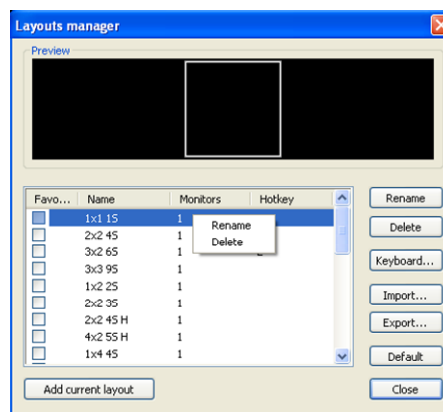 Layouts manager
Preview
Favo... Name Monitors Hotkey
1x1 1S 1
Rename
Delete
2x2 4S 1
3x2 6S 1
3x3 9S 1
1x2 2S 1
2x2 3S 1
2x2 4S H 1
4x2 5S H 1
1x4 4S 1
Rename
Delete
Keyboard...
Import...
Export...
Default
Add current layout
Close